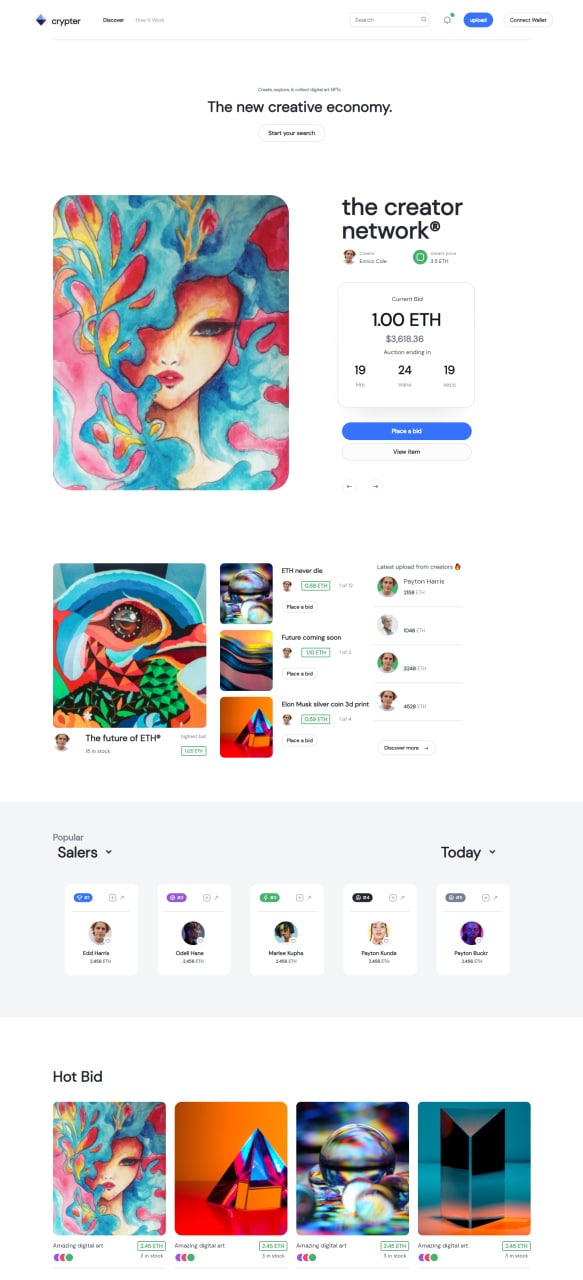 crypter
Discover
How It Work
Search
upload
Connect Wallet
Create, explore, & collect digital art NFTs.
The new creative economy.
Start your search
the creator
network®
Creator
Enrico Cole
Instant price
3.5 ETH
Current Bid
1.00 ETH
$3,618.36
Auction ending in
19
24
19
Hrs
mins
secs
Place a bid
View item
ETH never die
0.58 ETH
1 of 12
Place a bid
Future coming soon
1.10 ETH
1 of 3
Place a bid
Elon Musk silver coin 3d print
0.59 ETH
1 of 4
Place a bid
The future of ETH®
highest bid
18 in stock
Latest upload from creators 🔥
Payton Harris
2158 ETH
1048 ETH
2248 ETH
4528 ETH
Discover more →
Popular
Salers
Today
#1
#2
#3
#4
#5
Edd Harris
2.456 ETH
Odell Hane
2.456 ETH
Marlee Kupha
2.456 ETH
Payton Kunda
2.456 ETH
Payton Buckr
2.456 ETH
Hot Bid
Amazing digital art
2.45 ETH
3 in stock
Amazing digital art
2.45 ETH
3 in stock
Amazing digital art
2.45 ETH
3 in stock
Amazing digital art
2.45 ETH
3 in stock